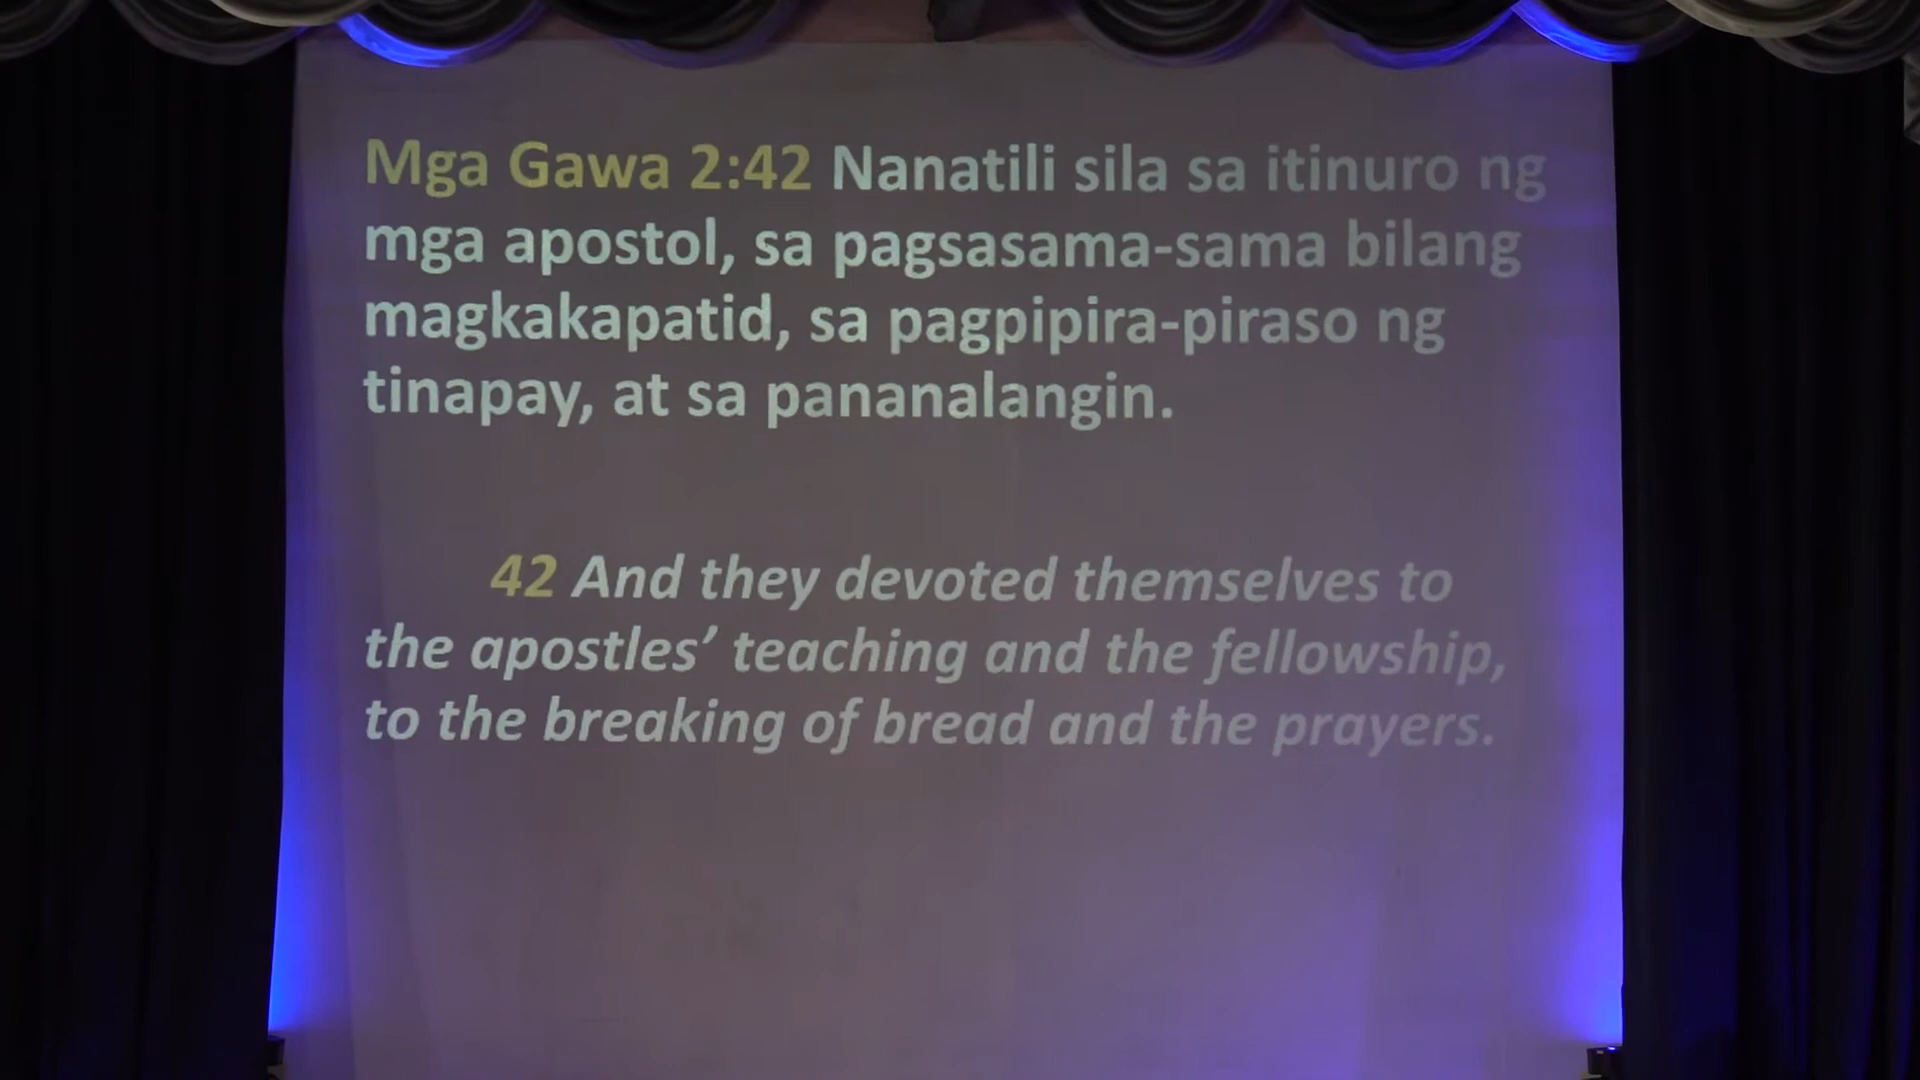 Mga Gawa 2:42 Nanatili sila sa itinuro ng
mga apostol, sa pagsasama-sama bilang
magkakapatid, sa pagpipira-piraso ng
tinapay, at sa pananalangin.
42 And they devoted themselves to
the apostles’ teaching and the fellowship,
to the breaking of bread and the prayers.